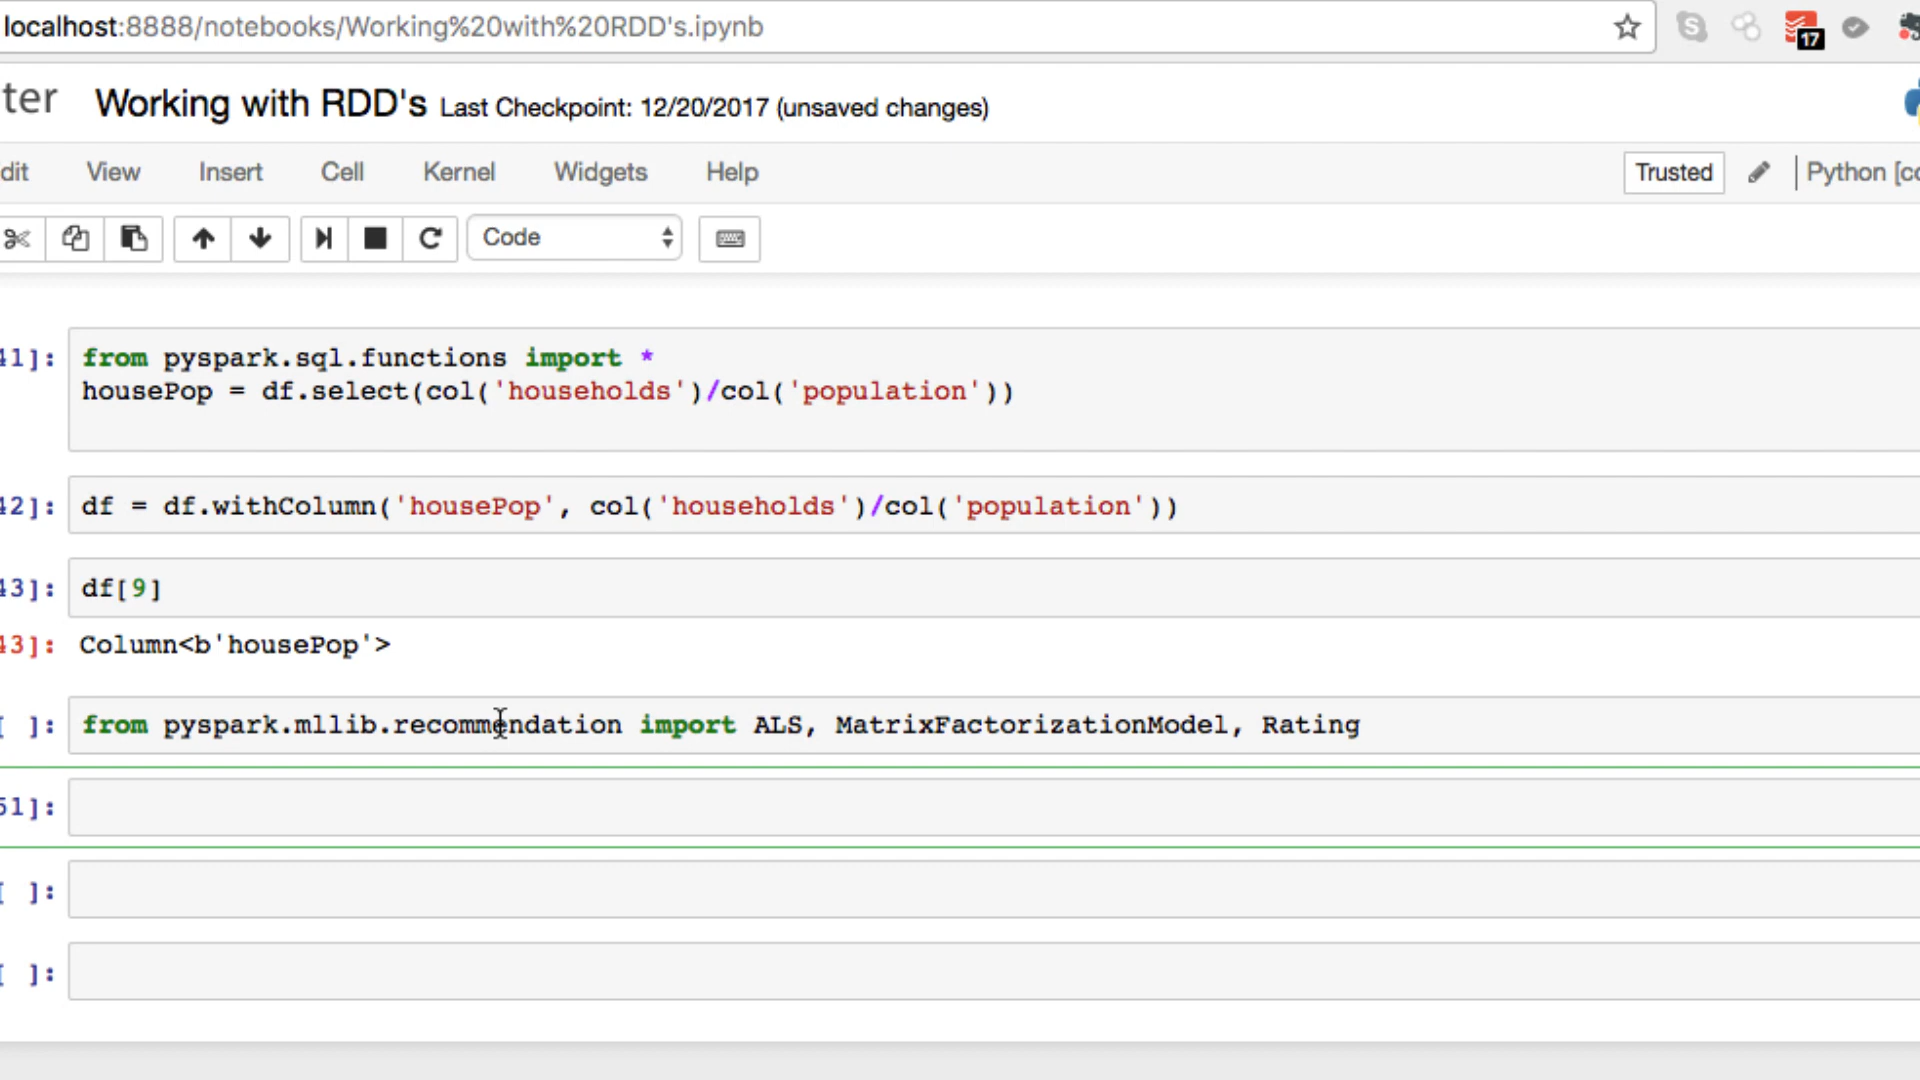 localhost:8888/notebooks/Working%20with%20RDD's.ipynb
17
ter Working with RDD's Last Checkpoint: 12/20/2017 (unsaved changes)
dit View Insert Cell Kernel Widgets Help Trusted Python [co
Code
41]: from pyspark.sql.functions import *
housePop = df.select(col('households')/col('population'))
42]: df = df.withColumn('housePop', col('households')/col('population'))
43]: df[9]
43]: Column<b'housePop'>
[ ]: from pyspark.mllib.recommendation import ALS, MatrixFactorizationModel, Rating
51]:
[ ]:
[ ]: